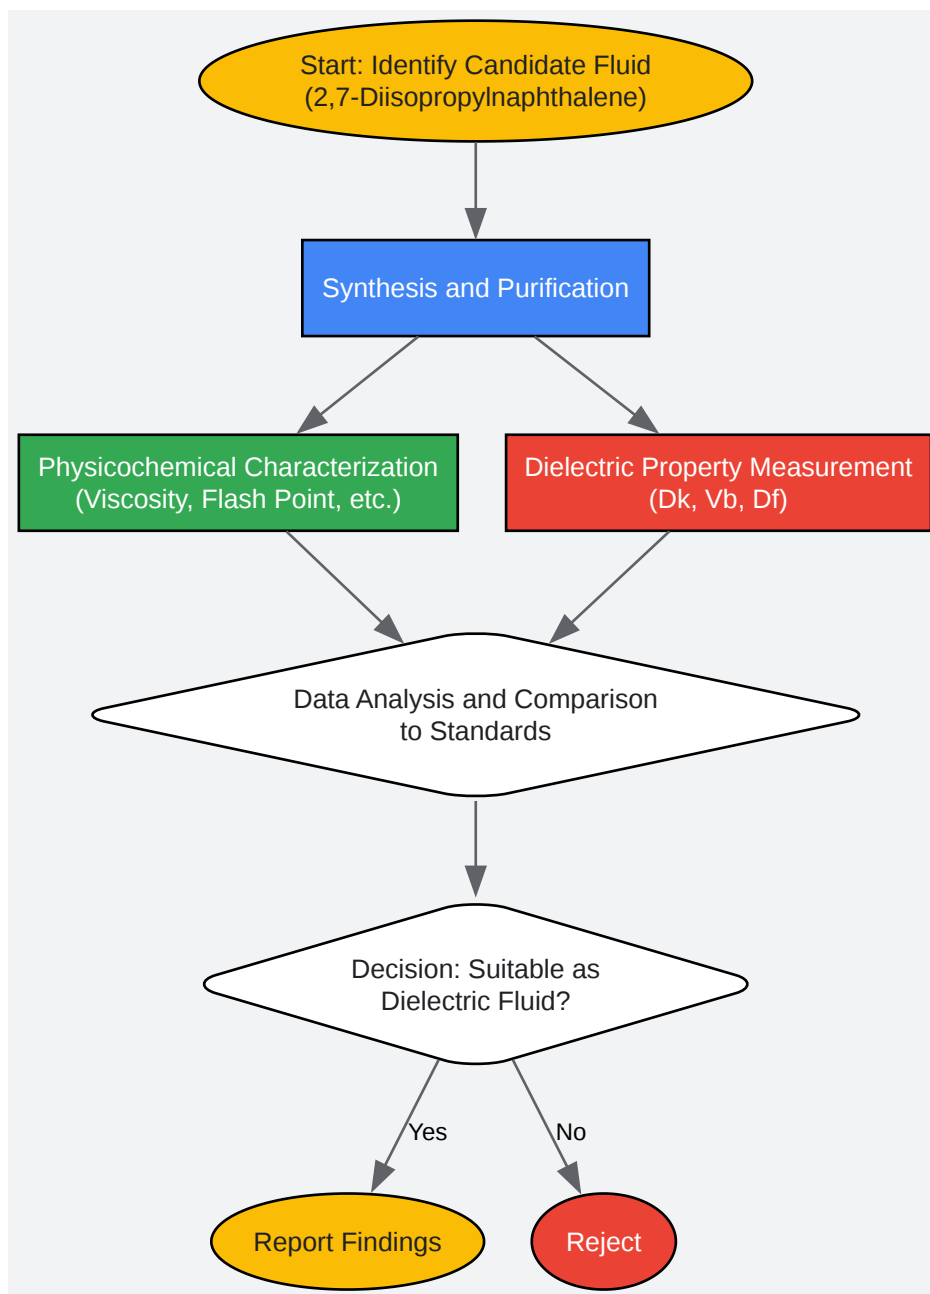 Start: Identify Candidate Fluid
(2,7-Diisopropylnaphthalene)
Synthesis and Purification
Physicochemical Characterization
(Viscosity, Flash Point, etc.)
Dielectric Property Measurement
(Dk, Vb, Df)
Data Analysis and Comparison
to Standards
Decision: Suitable as
Dielectric Fluid?
Yes
No
Report Findings
Reject